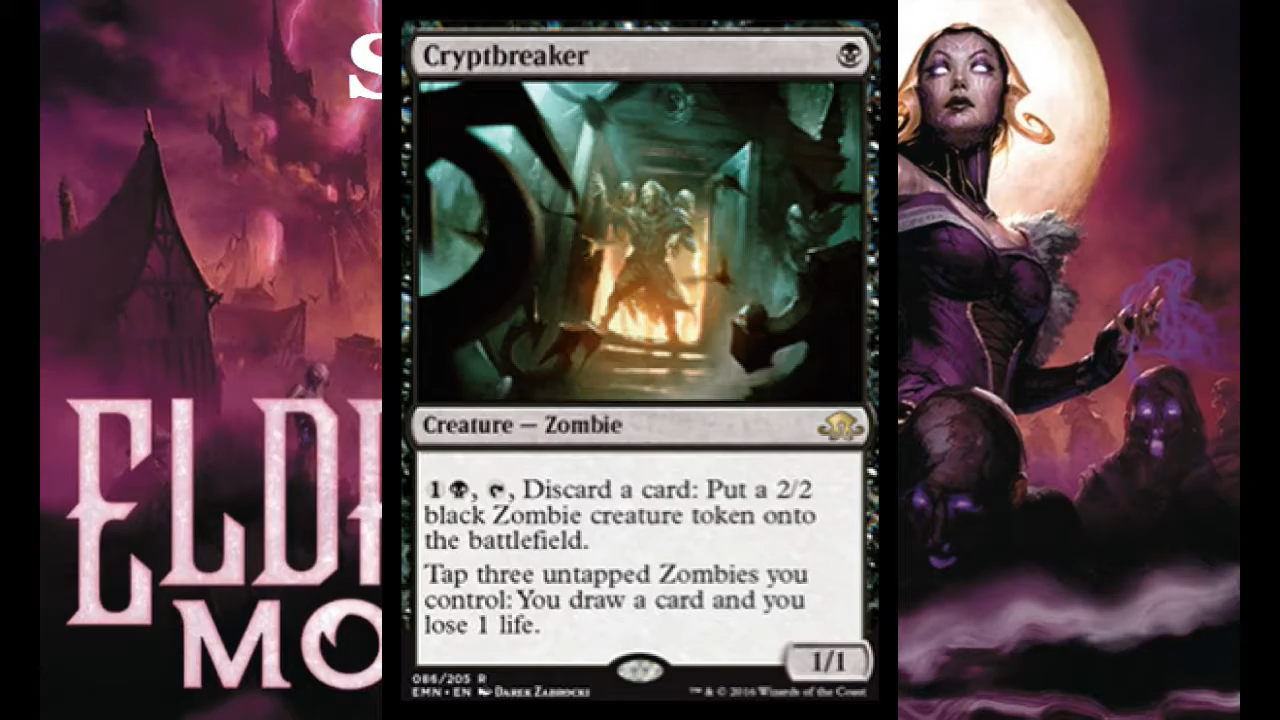 S
Cryptbreaker
Creature — Zombie
1, , Discard a card: Put a 2/2
black Zombie creature token onto
the battlefield.
Tap three untapped Zombies you
control: You draw a card and you
lose 1 life.
1/1
086/205 R
EMN • EN Darek Zabrocki
™ & © 2016 Wizards of the Coast
ELD
MO